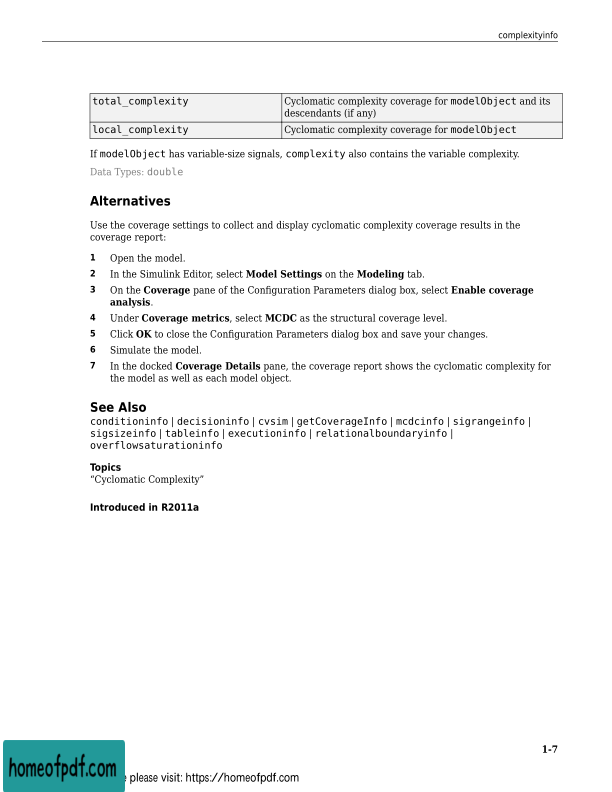 complexityinfo
total_complexity
Cyclomatic complexity coverage for modelObject and its
descendants (if any)
local_complexity
Cyclomatic complexity coverage for modelObject
If modelObject has variable-size signals, complexity also contains the variable complexity.
Data Types: double
Alternatives
Use the coverage settings to collect and display cyclomatic complexity coverage results in the
coverage report:
1 Open the model.
2 In the Simulink Editor, select Model Settings on the Modeling tab.
3 On the Coverage pane of the Configuration Parameters dialog box, select Enable coverage
analysis.
4 Under Coverage metrics, select MCDC as the structural coverage level.
5 Click OK to close the Configuration Parameters dialog box and save your changes.
6 Simulate the model.
7 In the docked Coverage Details pane, the coverage report shows the cyclomatic complexity for
the model as well as each model object.
See Also
conditioninfo | decisioninfo | cvsim | getCoverageInfo | mcdcinfo | sigrangeinfo |
sigsizeinfo | tableinfo | executioninfo | relationalboundaryinfo |
overflowsaturationinfo
Topics
“Cyclomatic Complexity”
Introduced in R2011a
1-7
homeofpdf.com
please visit: https://homeofpdf.com